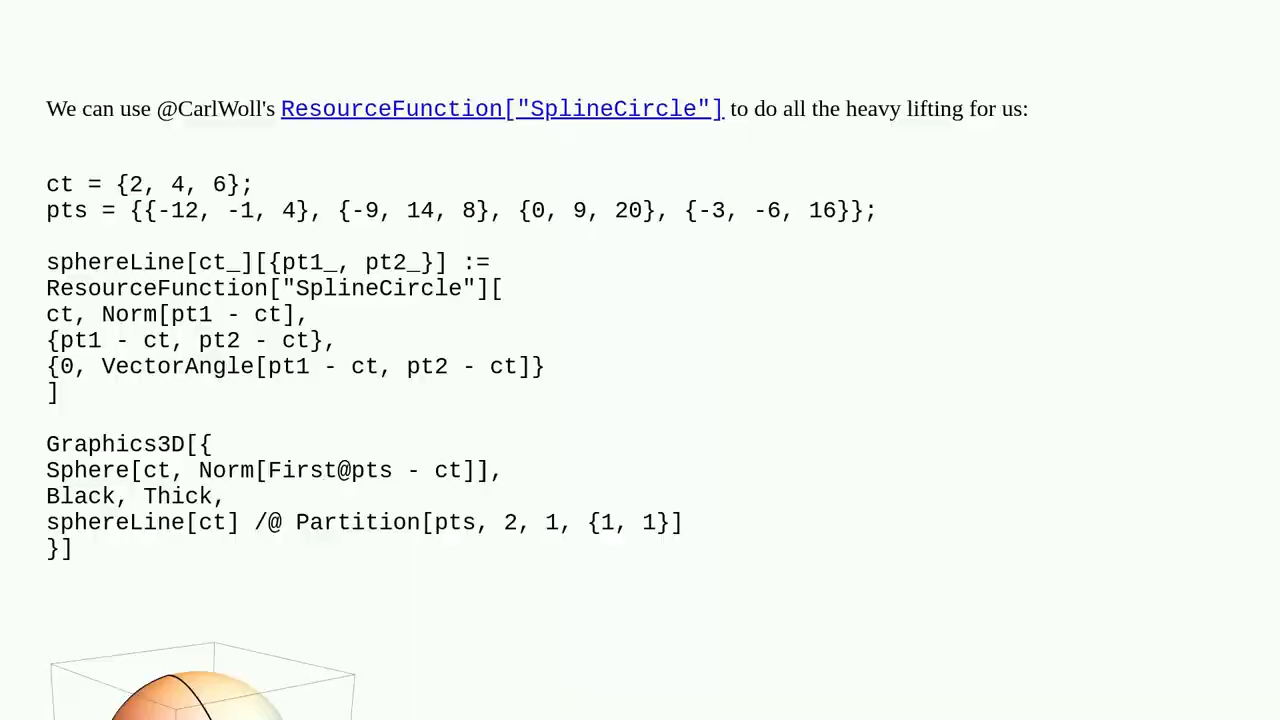 We can use @CarlWoll's ResourceFunction["SplineCircle"] to do all the heavy lifting for us:
ct = {2, 4, 6};
pts = {{-12, -1, 4}, {-9, 14, 8}, {0, 9, 20}, {-3, -6, 16}};
sphereLine[ct_][{pt1_, pt2_}] :=
ResourceFunction["SplineCircle"][
ct, Norm[pt1 - ct],
{pt1 - ct, pt2 - ct},
{0, VectorAngle[pt1 - ct, pt2 - ct]}
]
Graphics3D[{
Sphere[ct, Norm[First@pts - ct]],
Black, Thick,
sphereLine[ct] /@ Partition[pts, 2, 1, {1, 1}]
}]